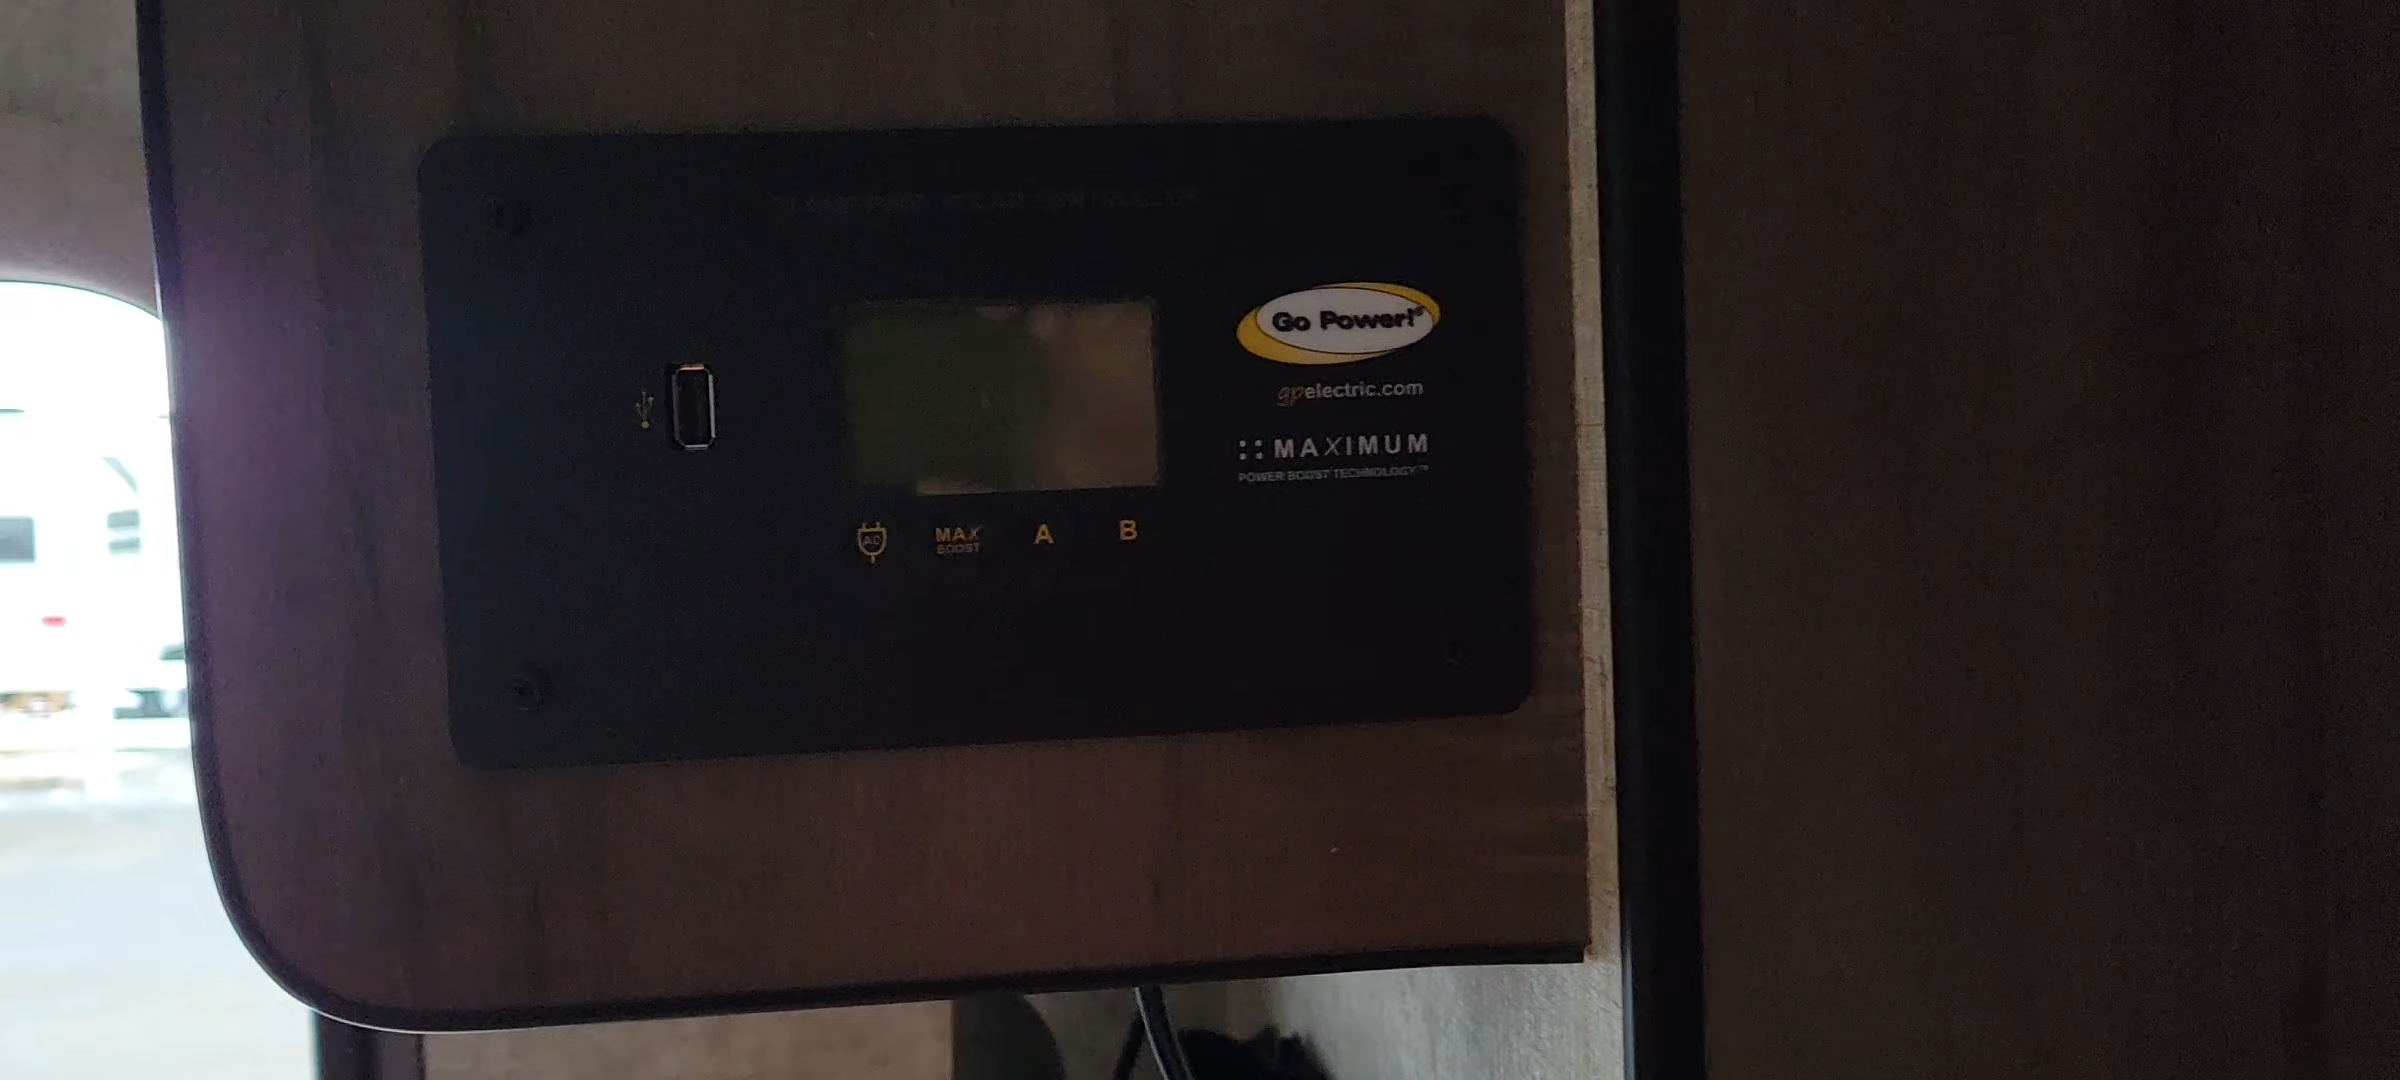 Go Power!®
gpelectric.com
MAXIMUM
POWER BOOST TECHNOLOGY™
AC
MAX
BOOST
A
B